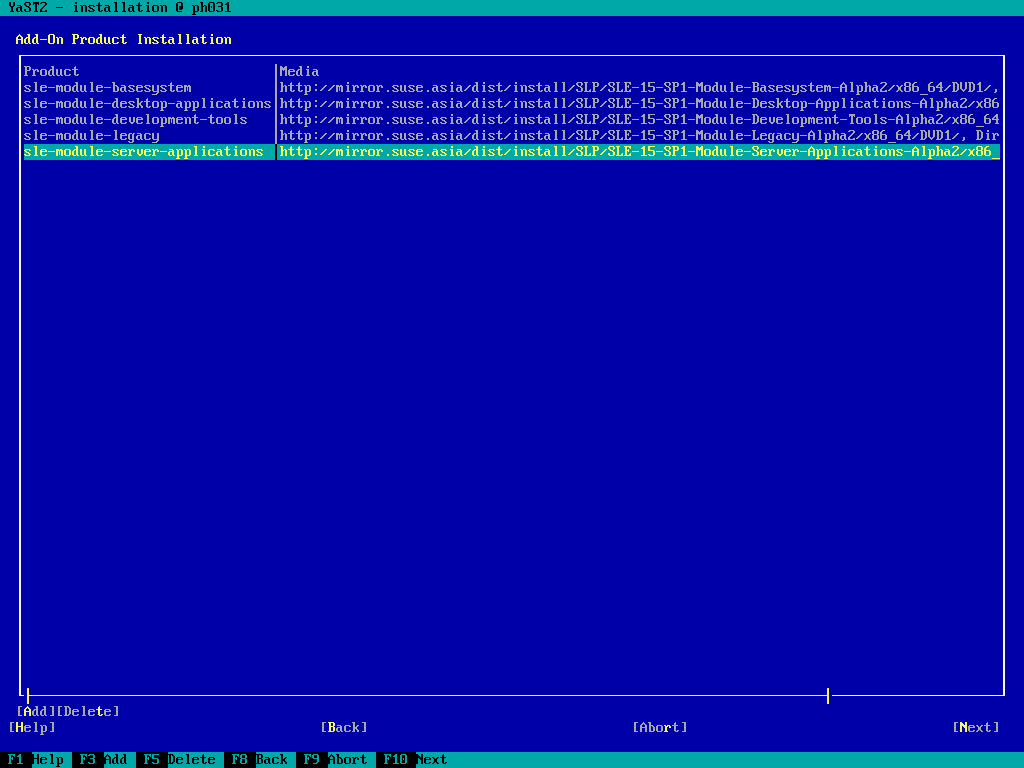 YaST2 - installation @ ph031
Add-On Product Installation
Product |Media
sle-module-basesystem |http://mirror.suse.asia/dist/install/SLP/SLE-15-SP1-Module-Basesystem-Alpha2/x86_64/DVD1/,
sle-module-desktop-applications|http://mirror.suse.asia/dist/install/SLP/SLE-15-SP1-Module-Desktop-Applications-Alpha2/x86
sle-module-development-tools |http://mirror.suse.asia/dist/install/SLP/SLE-15-SP1-Module-Development-Tools-Alpha2/x86_64
sle-module-legacy |http://mirror.suse.asia/dist/install/SLP/SLE-15-SP1-Module-Legacy-Alpha2/x86_64/DVD1/, Dir
sle-module-server-applications |http://mirror.suse.asia/dist/install/SLP/SLE-15-SP1-Module-Server-Applications-Alpha2/x86_
[Add][Delete]
[Help] [Back] [Abort] [Next]
F1 Help F3 Add F5 Delete F8 Back F9 Abort F10 Next